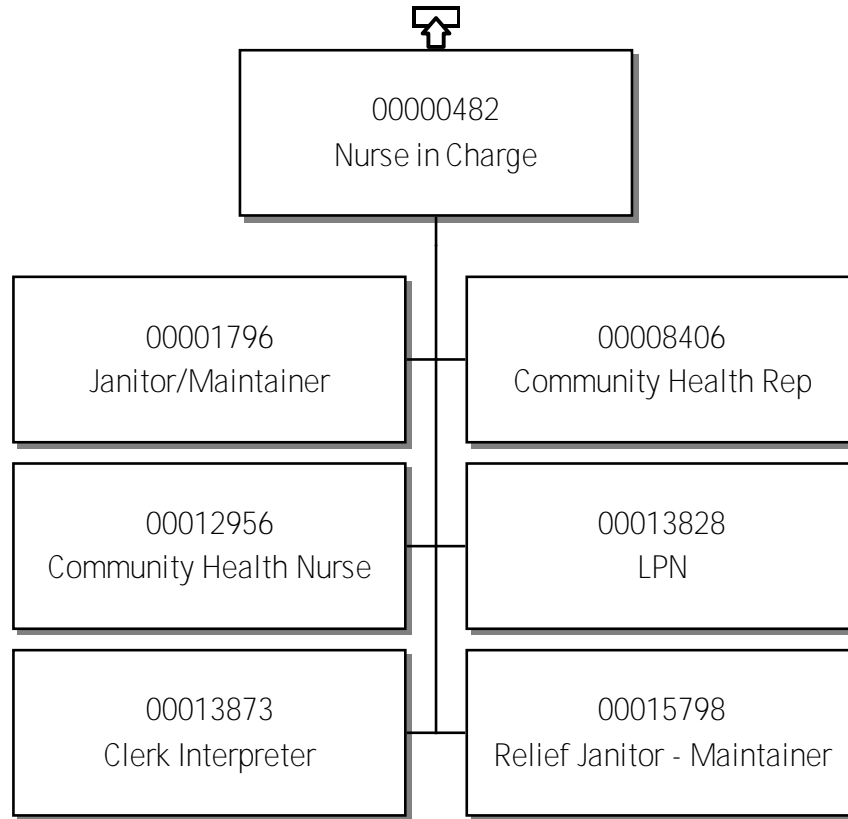 00000482
Nurse in Charge
00001796
Janitor/Maintainer
00008406
Community Health Rep
00012956
Community Health Nurse
00013828
LPN
00013873
Clerk Interpreter
00015798
Relief Janitor - Maintainer